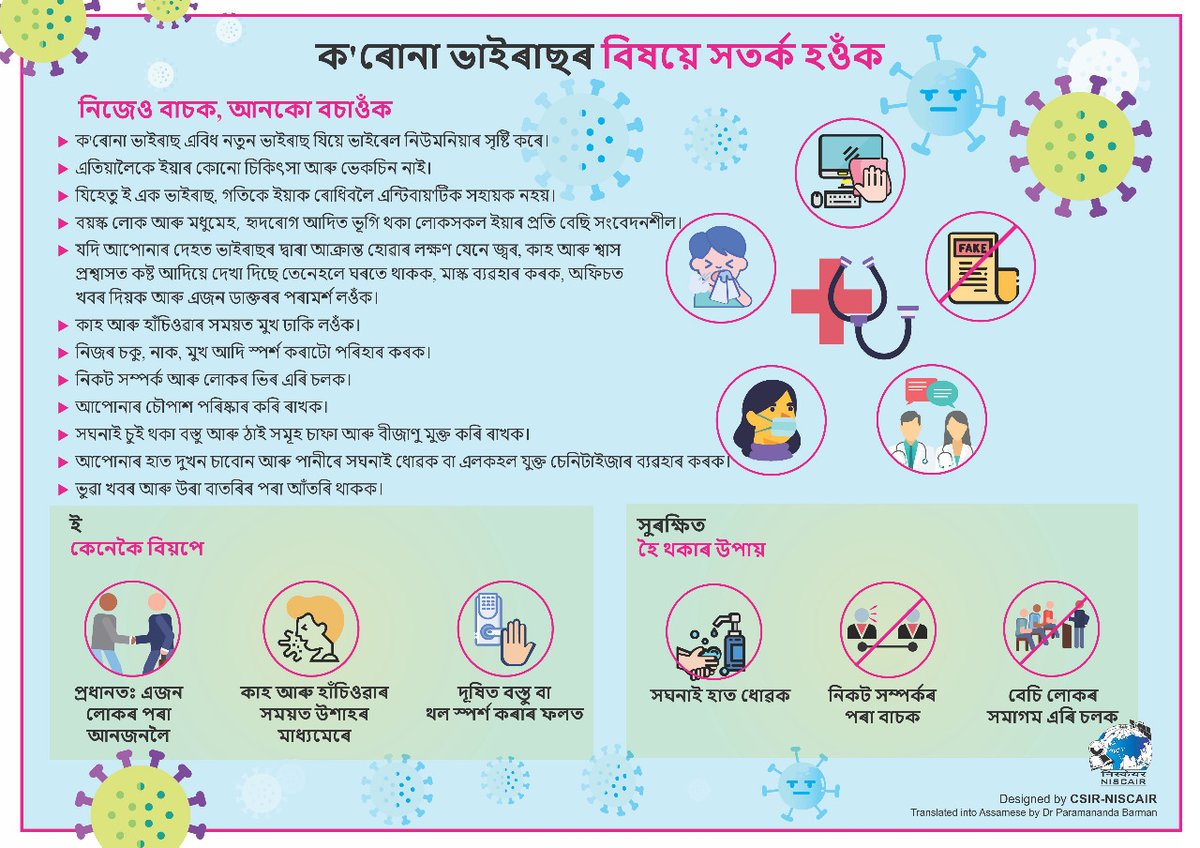 ক'ৰোনা ভাইৰাছৰ বিষয়ে সতৰ্ক হওঁক
নিজেও বাচক, আনকো বচাওঁক
ক'ৰোনা ভাইৰাছ এবিধ নতুন ভাইৰাছ যিয়ে ভাইৰেল নিউমনিয়াৰ সৃষ্টি কৰে।
এতিয়ালৈকে ইয়াৰ কোনো চিকিৎসা আৰু ভেকচিন নাই।
যিহেতু ই এক ভাইৰাছ, গতিকে ইয়াক ৰোধিবলৈ এন্টিবায়'টিক সহায়ক নহয়।
বয়স্ক লোক আৰু মধুমেহ, হৃদৰোগ আদিত ভুগি থকা লোকসকল ইয়াৰ প্ৰতি বেছি সংবেদনশীল।
যদি আপোনাৰ দেহত ভাইৰাছৰ দ্বাৰা আক্ৰান্ত হোৱাৰ লক্ষণ যেনে জ্বৰ, কাহ আৰু শ্বাস
প্ৰশ্বাসত কষ্ট আদিয়ে দেখা দিছে তেনেহলে ঘৰতে থাকক, মাস্ক ব্যৱহাৰ কৰক, অফিচত
খবৰ দিয়ক আৰু এজন ডাক্তৰৰ পৰামৰ্শ লওঁক।
কাহ আৰু হাঁচিওৱাৰ সময়ত মুখ ঢাকি লওঁক।
নিজৰ চকু, নাক, মুখ আদি স্পৰ্শ কৰাটো পৰিহাৰ কৰক।
নিকট সম্পৰ্ক আৰু লোকৰ ভিৰ এৰি চলক।
আপোনাৰ চৌপাশ পৰিষ্কাৰ কৰি ৰাখক।
সঘনাই চুই থকা বস্তু আৰু ঠাই সমূহ চাফা আৰু বীজাণু মুক্ত কৰি ৰাখক।
আপোনাৰ হাত দুখন চাবোন আৰু পানীৰে সঘনাই ধোৱক বা এলকহল যুক্ত চেনিটাইজাৰ ব্যৱহাৰ কৰক।
ভুৱা খবৰ আৰু উৰা বাতৰিৰ পৰা আঁতৰি থাকক।
FAKE
ই
কেনেকৈ বিয়পে
প্ৰধানতঃ এজন
লোকৰ পৰা
আনজনলৈ
কাহ আৰু হাঁচিওৱাৰ
সময়ত উশাহৰ
মাধ্যমেৰে
দূষিত বস্তু বা
থল স্পৰ্শ কৰাৰ ফলত
সুৰক্ষিত
হৈ থকাৰ উপায়
সঘনাই হাত ধোৱক
নিকট সম্পৰ্কৰ
পৰা বাচক
বেচি লোকৰ
সমাগম এৰি চলক
निस्केयर
NISCAIR
Designed by CSIR-NISCAIR
Translated into Assamese by Dr Paramananda Barman